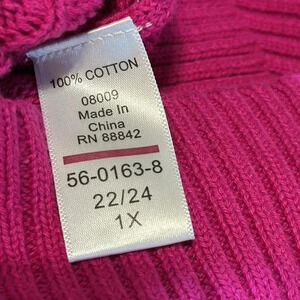 100% COTTON
08009
Made In
China
RN 88842
56-0163-8
22/24
1X